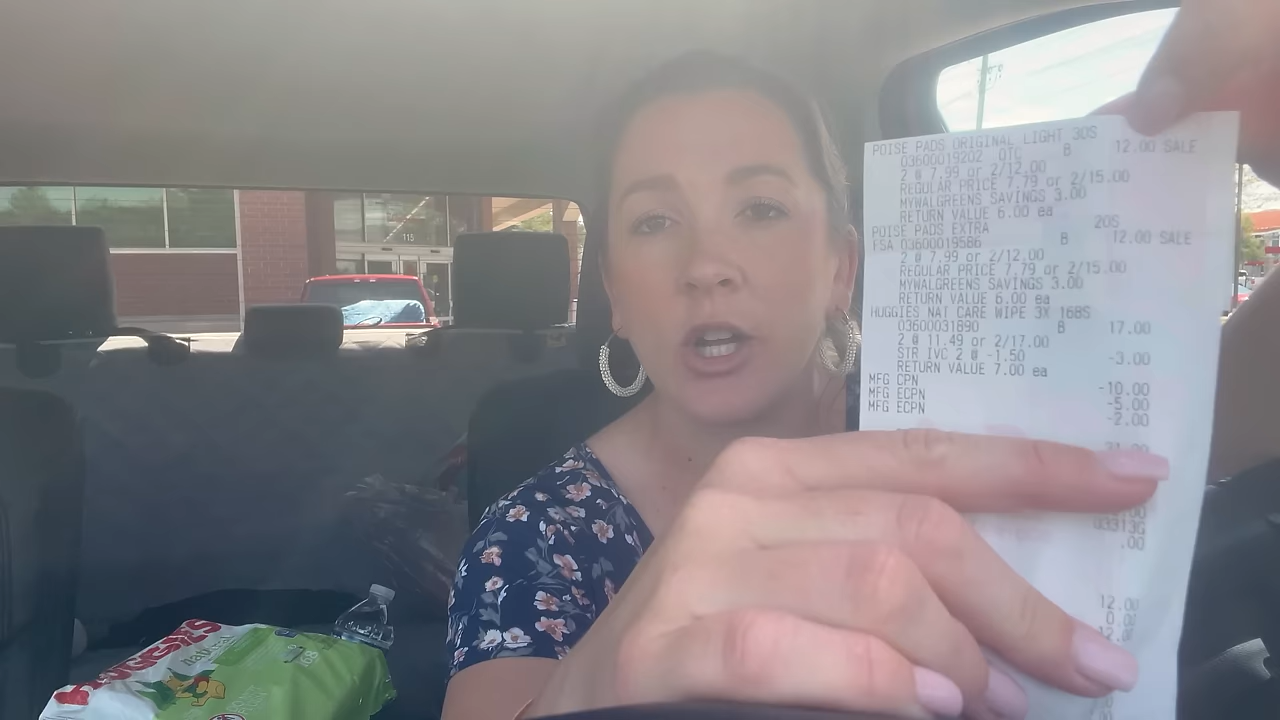 POISE PADS ORIGINAL LIGHT 30S
03600019202 OTC B 12.00 SALE
2 @ 7.99 or 2/12.00
REGULAR PRICE 7.79 or 2/15.00
MYWALGREENS SAVINGS 3.00
RETURN VALUE 6.00 ea
POISE PADS EXTRA 20S
FSA 03600019586 B 12.00 SALE
2 @ 7.99 or 2/12.00
REGULAR PRICE 7.79 or 2/15.00
MYWALGREENS SAVINGS 3.00
RETURN VALUE 6.00 ea
HUGGIES NAT CARE WIPE 3X 168S
03600031890 B 17.00
2 @ 11.49 or 2/17.00
STR IVC 2 @ -1.50 -3.00
RETURN VALUE 7.00 ea
MFG CPN -10.00
MFG ECPN -5.00
MFG ECPN -2.00
03313G
.00
12.00
115
HUGGIES
natural
168